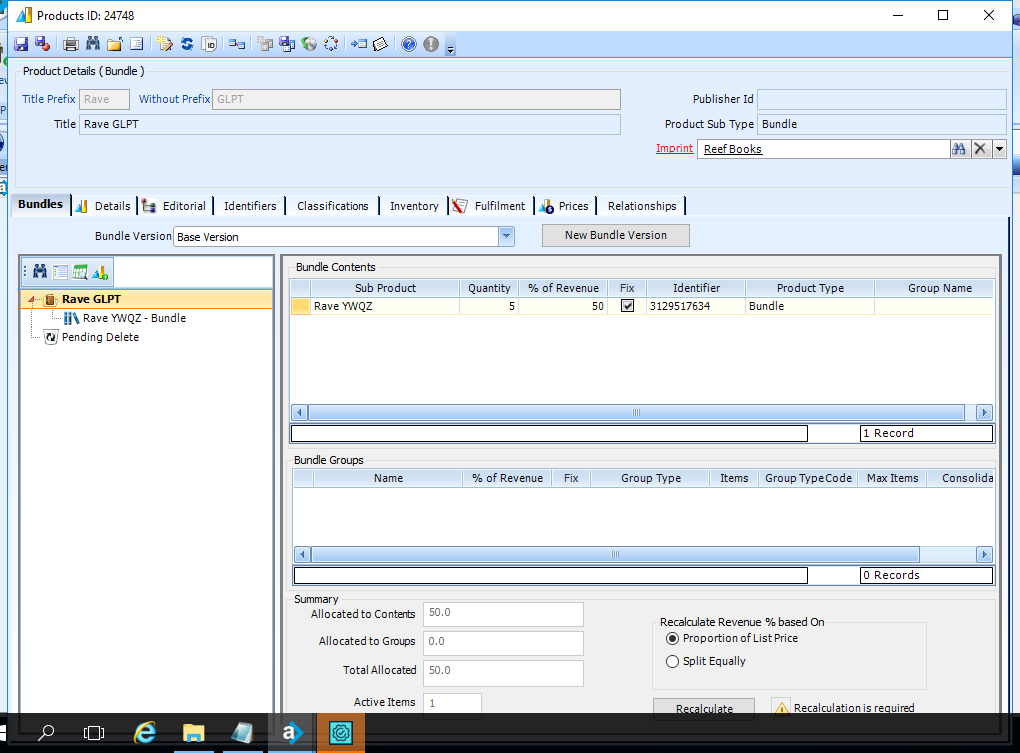 Products ID: 24748
Product Details ( Bundle )
Title Prefix Rave Without Prefix GLPT Publisher Id
Title Rave GLPT Product Sub Type Bundle
Imprint Reef Books
Bundles Details Editorial Identifiers Classifications Inventory Fulfilment Prices Relationships
Bundle Version Base Version New Bundle Version
Bundle Contents
Sub Product Quantity % of Revenue Fix Identifier Product Type Group Name
Rave YWQZ 5 50 3129517634 Bundle
Rave GLPT
Rave YWQZ - Bundle
Pending Delete
1 Record
Bundle Groups
Name % of Revenue Fix Group Type Items Group Type Code Max Items Consolida
0 Records
Summary
Allocated to Contents 50.0
Allocated to Groups 0.0
Total Allocated 50.0
Active Items 1
Recalculate Revenue % based On
Proportion of List Price
Split Equally
Recalculate Recalculation is required